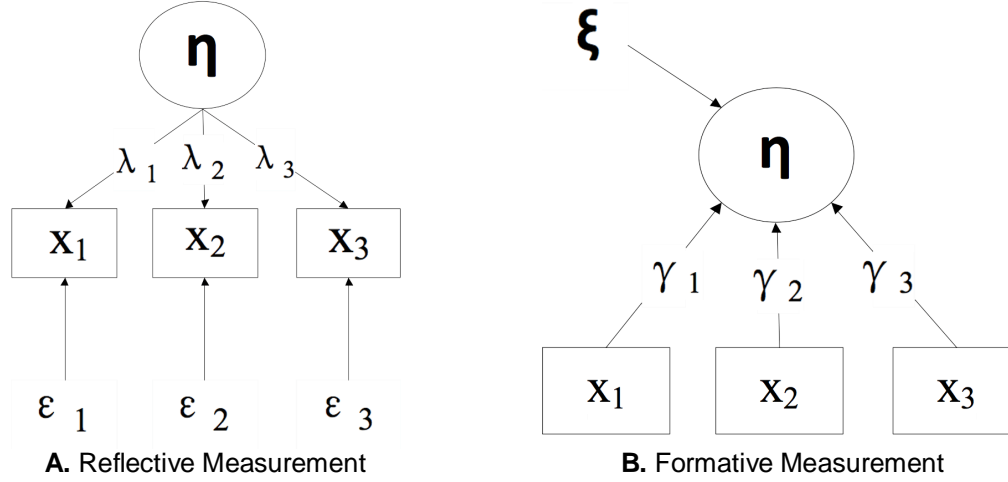 η
λ 1 λ 2 λ 3
x1 x2 x3
ε 1 ε 2 ε 3
A. Reflective Measurement
ξ
η
γ 1 γ 2 γ 3
x1 x2 x3
B. Formative Measurement